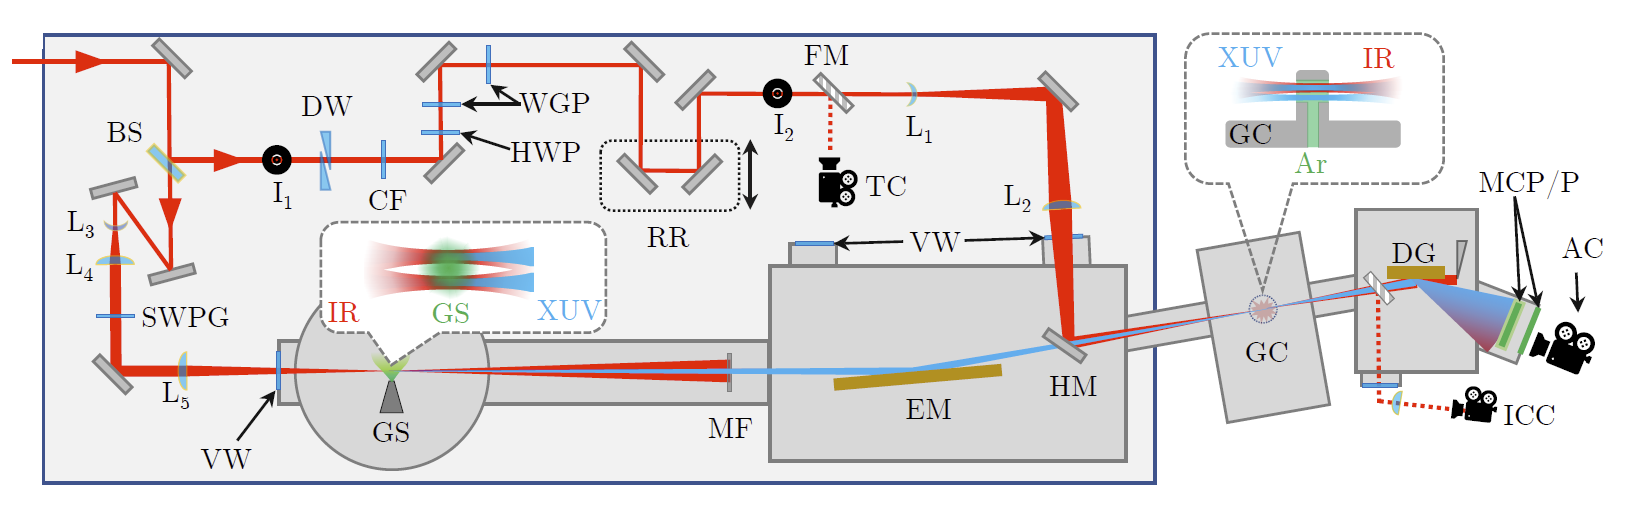 FM
XUV
IR
DW
WGP
BS
I₂
L₁
GC
HWP
Ar
I₁
CF
TC
MCP/P
L₃
L₂
RR
VW
AC
DG
L₄
IR
GS
XUV
SWPG
GC
L₅
HM
EM
MF
GS
ICC
VW